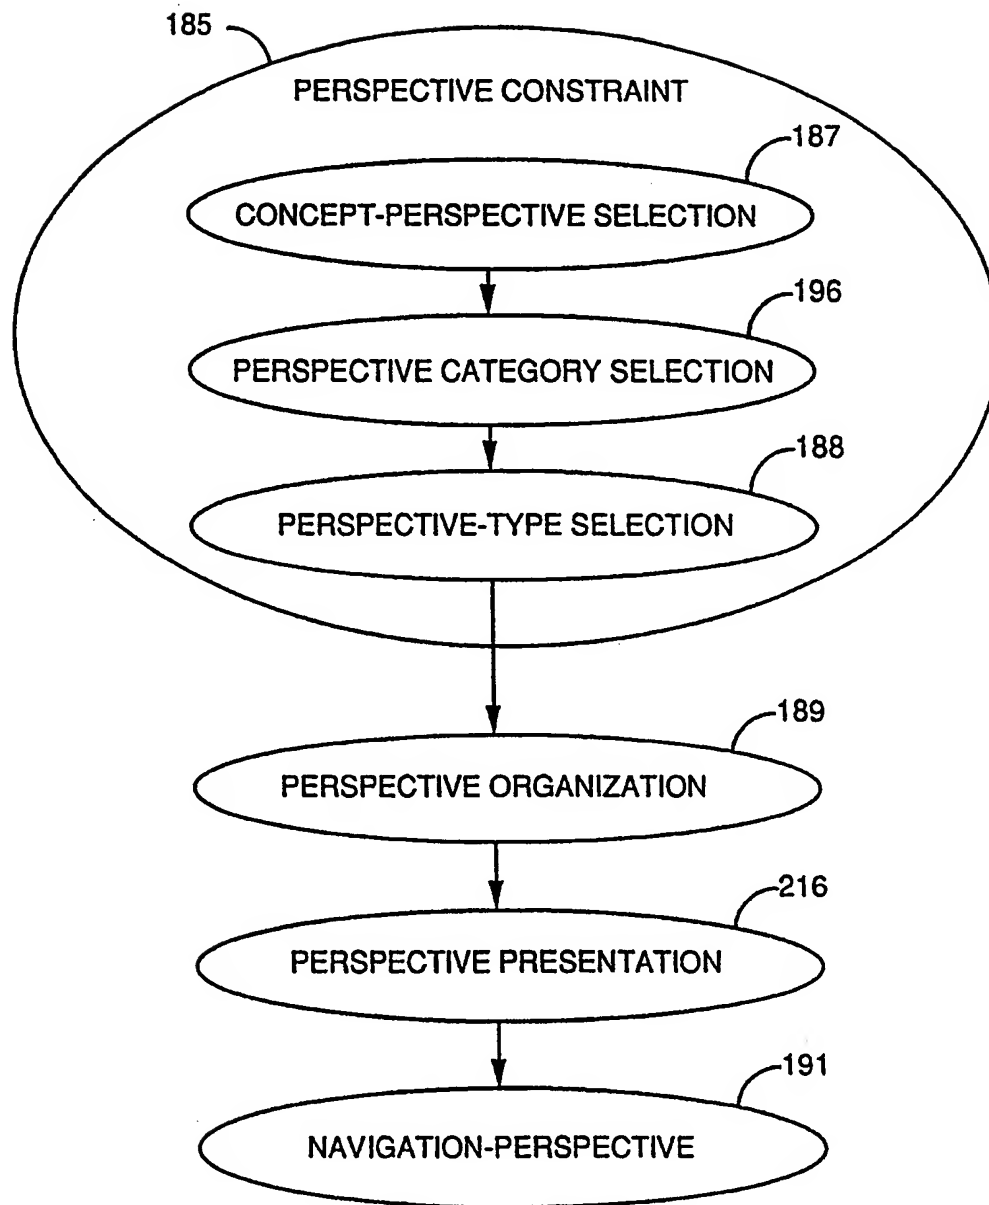 185
PERSPECTIVE CONSTRAINT
187
CONCEPT-PERSPECTIVE SELECTION
196
PERSPECTIVE CATEGORY SELECTION
188
PERSPECTIVE-TYPE SELECTION
189
PERSPECTIVE ORGANIZATION
216
PERSPECTIVE PRESENTATION
191
NAVIGATION-PERSPECTIVE